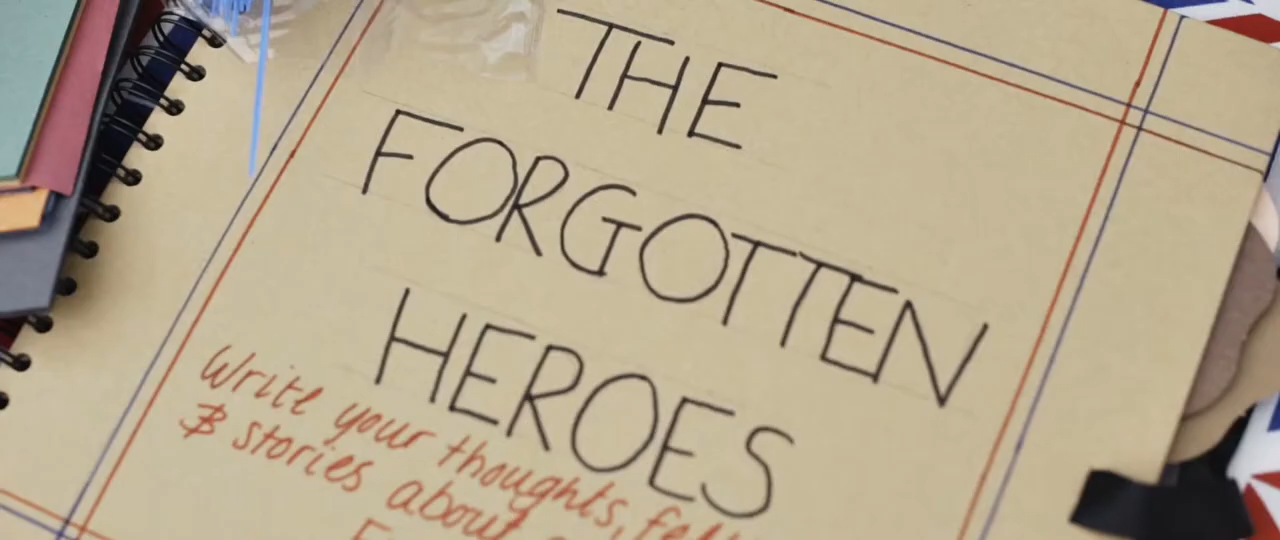 THE
FORGOTTEN
HEROES
Write your thoughts,
& stories about